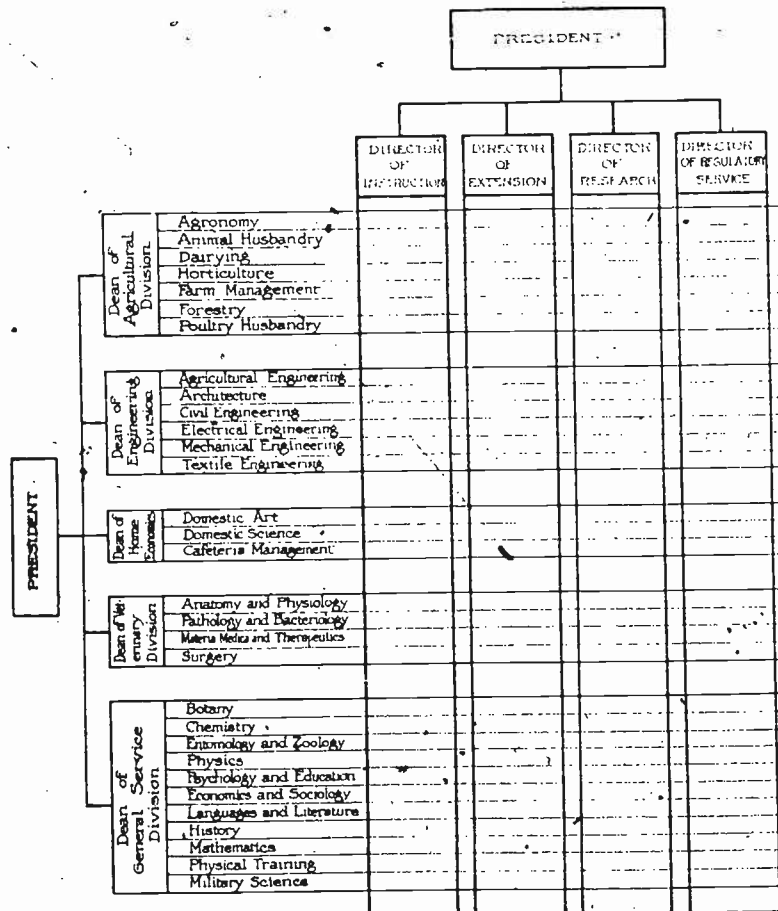 PRESIDENT
DIRECTOR
OF
INSTRUCTION
DIRECTOR
OF
EXTENSION
DIRECTOR
OF
RESEARCH
DIRECTOR
OF REGULATORY
SERVICE
PRESIDENT
Dean of
Agricultural
Division
Agronomy
Animal Husbandry
Dairying
Horticulture
Farm Management
Forestry
Poultry Husbandry
Dean of
Engineering
Division
Agricultural Engineering
Architecture
Civil Engineering
Electrical Engineering
Mechanical Engineering
Textile Engineering
Dean of
Home
Economics
Domestic Art
Domestic Science
Cafeteria Management
Dean of Vet-
erinary
Division
Anatomy and Physiology
Pathology and Bacteriology
Materia Medica and Therapeutics
Surgery
Dean of
General Service
Division
Botany
Chemistry
Entomology and Zoology
Physics
Psychology and Education
Economics and Sociology
Languages and Literature
History
Mathematics
Physical Training
Military Science